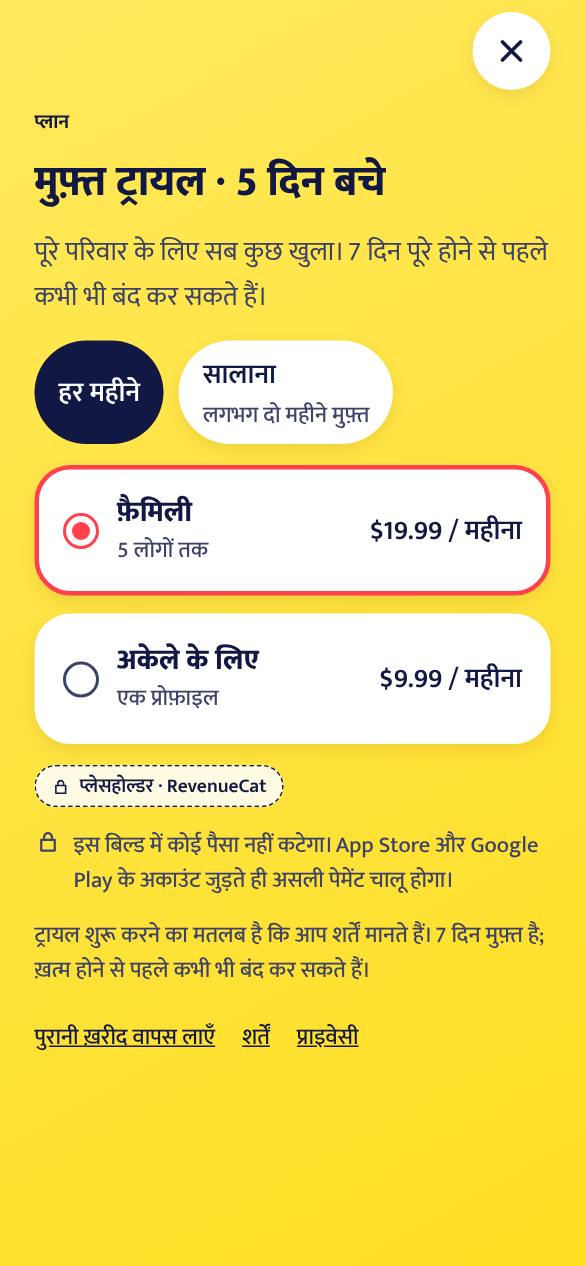 प्लान
मुफ़्त ट्रायल · 5 दिन बचे
पूरे परिवार के लिए सब कुछ खुला। 7 दिन पूरे होने से पहले
कभी भी बंद कर सकते हैं।
हर महीने
सालाना
लगभग दो महीने मुफ़्त
फ़ैमिली
5 लोगों तक
$19.99 / महीना
अकेले के लिए
एक प्रोफ़ाइल
$9.99 / महीना
प्लेसहोल्डर · RevenueCat
इस बिल्ड में कोई पैसा नहीं कटेगा। App Store और Google
Play के अकाउंट जुड़ते ही असली पेमेंट चालू होगा।
ट्रायल शुरू करने का मतलब है कि आप शर्तें मानते हैं। 7 दिन मुफ़्त है;
ख़त्म होने से पहले कभी भी बंद कर सकते हैं।
पुरानी ख़रीद वापस लाएँ शर्तें प्राइवेसी